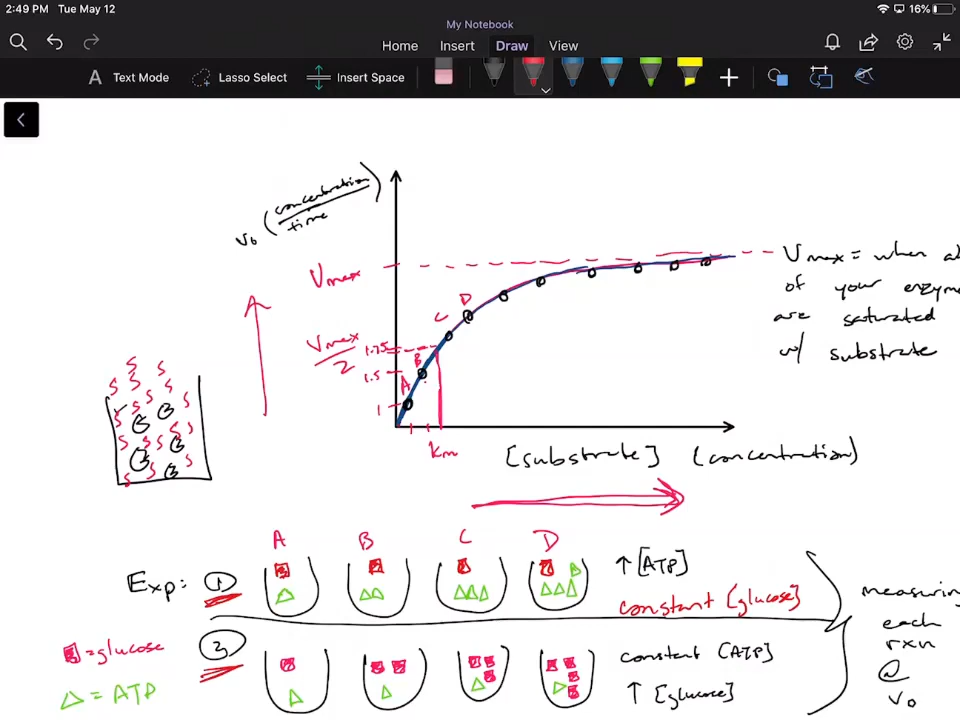 2:49 PM Tue May 12
16%
My Notebook
Home Insert Draw View
A Text Mode Lasso Select Insert Space
v₀ (concentration/time)
Vmax
Vmax/2
1.75
1.5
1
A
B
C
D
Km
[substrate] (concentration)
Vmax = when al
of your enzyme
are saturated
w/ substrate
S S S S S S S S S S S S S S
A B C D
Exp: ①
↑[ATP]
constant [glucose]
②
constant [ATP]
↑[glucose]
measuring
each
rxn
@
v₀
=glucose
△ = ATP